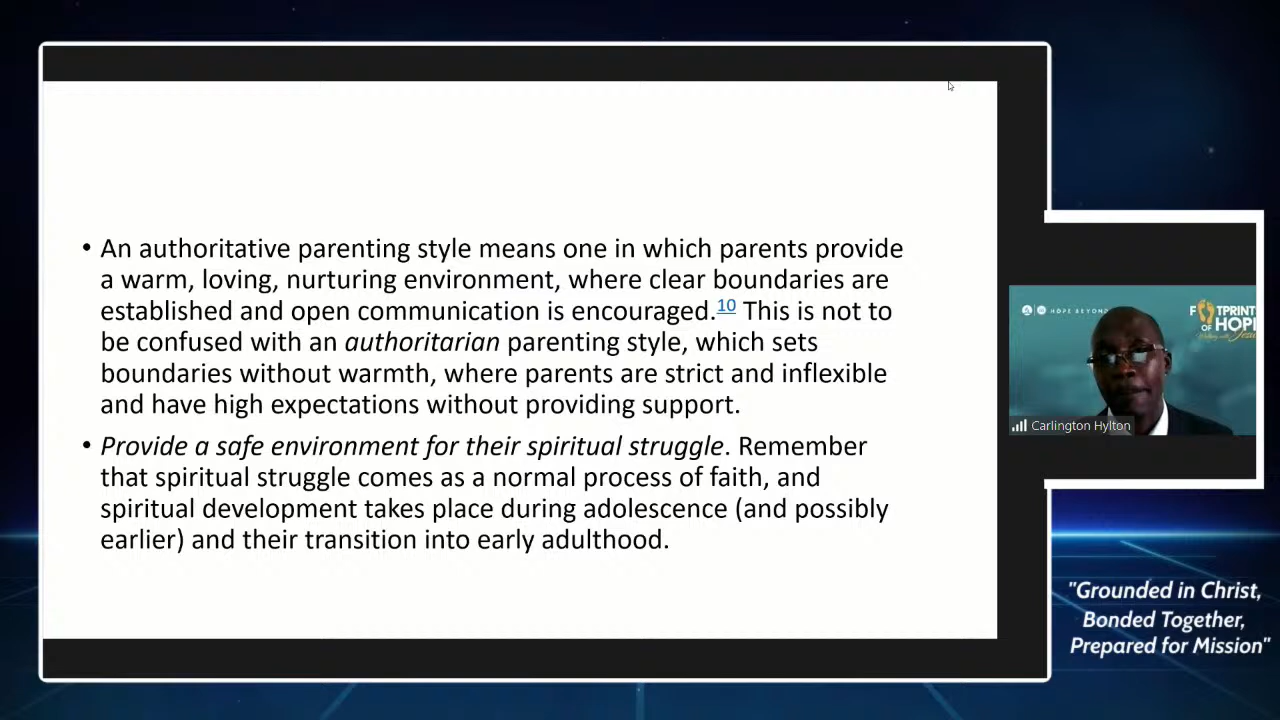 • An authoritative parenting style means one in which parents provide
a warm, loving, nurturing environment, where clear boundaries are
established and open communication is encouraged.10 This is not to
be confused with an authoritarian parenting style, which sets
boundaries without warmth, where parents are strict and inflexible
and have high expectations without providing support.
• Provide a safe environment for their spiritual struggle. Remember
that spiritual struggle comes as a normal process of faith, and
spiritual development takes place during adolescence (and possibly
earlier) and their transition into early adulthood.
HOPE BEYOND
F TPRINT
OF HOP
Carlington Hylton
"Grounded in Christ,
Bonded Together,
Prepared for Mission"